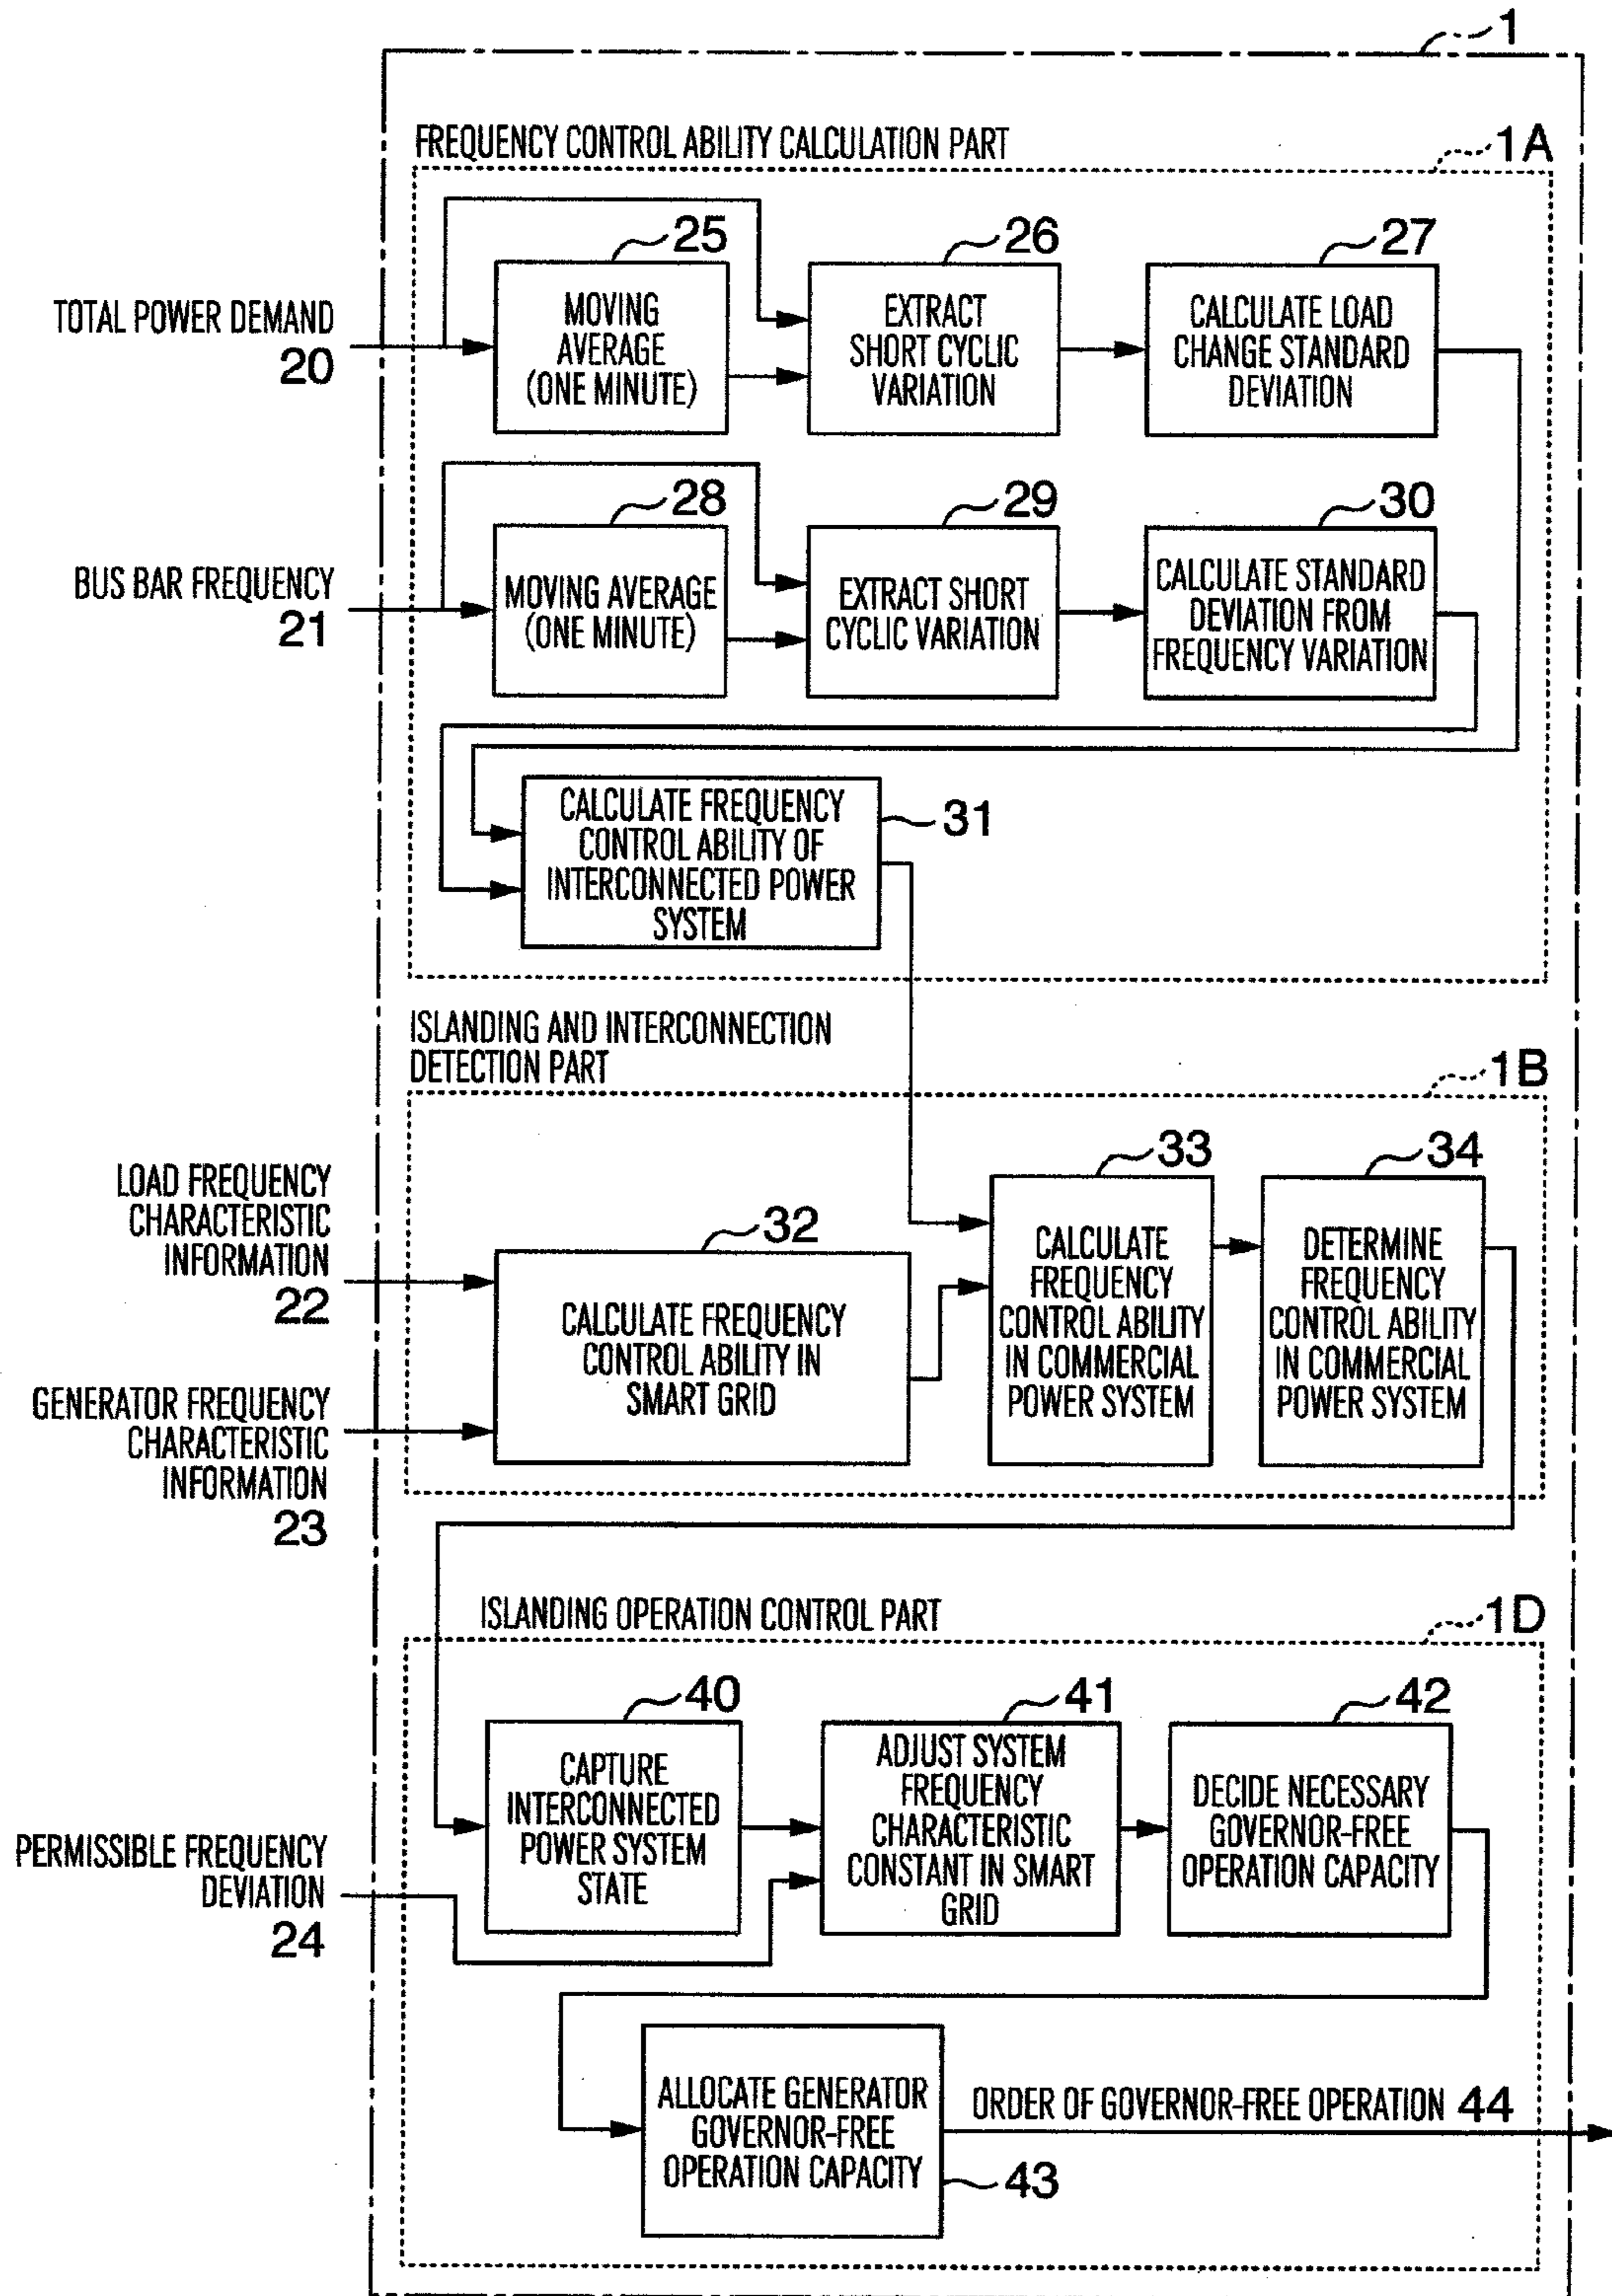 1
FREQUENCY CONTROL ABILITY CALCULATION PART
1A
25
26
27
TOTAL POWER DEMAND
20
MOVING
AVERAGE
(ONE MINUTE)
EXTRACT
SHORT CYCLIC
VARIATION
CALCULATE LOAD
CHANGE STANDARD
DEVIATION
28
29
30
BUS BAR FREQUENCY
21
MOVING AVERAGE
(ONE MINUTE)
EXTRACT SHORT
CYCLIC VARIATION
CALCULATE STANDARD
DEVIATION FROM
FREQUENCY VARIATION
CALCULATE FREQUENCY
CONTROL ABILITY OF
INTERCONNECTED POWER
SYSTEM
31
ISLANDING AND INTERCONNECTION
DETECTION PART
1B
LOAD FREQUENCY
CHARACTERISTIC
INFORMATION
22
GENERATOR FREQUENCY
CHARACTERISTIC
INFORMATION
23
32
CALCULATE FREQUENCY
CONTROL ABILITY IN
SMART GRID
33
CALCULATE
FREQUENCY
CONTROL ABILITY
IN COMMERCIAL
POWER SYSTEM
34
DETERMINE
FREQUENCY
CONTROL ABILITY
IN COMMERCIAL
POWER SYSTEM
ISLANDING OPERATION CONTROL PART
1D
40
41
42
PERMISSIBLE FREQUENCY
DEVIATION
24
CAPTURE
INTERCONNECTED
POWER SYSTEM
STATE
ADJUST SYSTEM
FREQUENCY
CHARACTERISTIC
CONSTANT IN SMART
GRID
DECIDE NECESSARY
GOVERNOR-FREE
OPERATION CAPACITY
ALLOCATE GENERATOR
GOVERNOR-FREE
OPERATION CAPACITY
43
ORDER OF GOVERNOR-FREE OPERATION 44